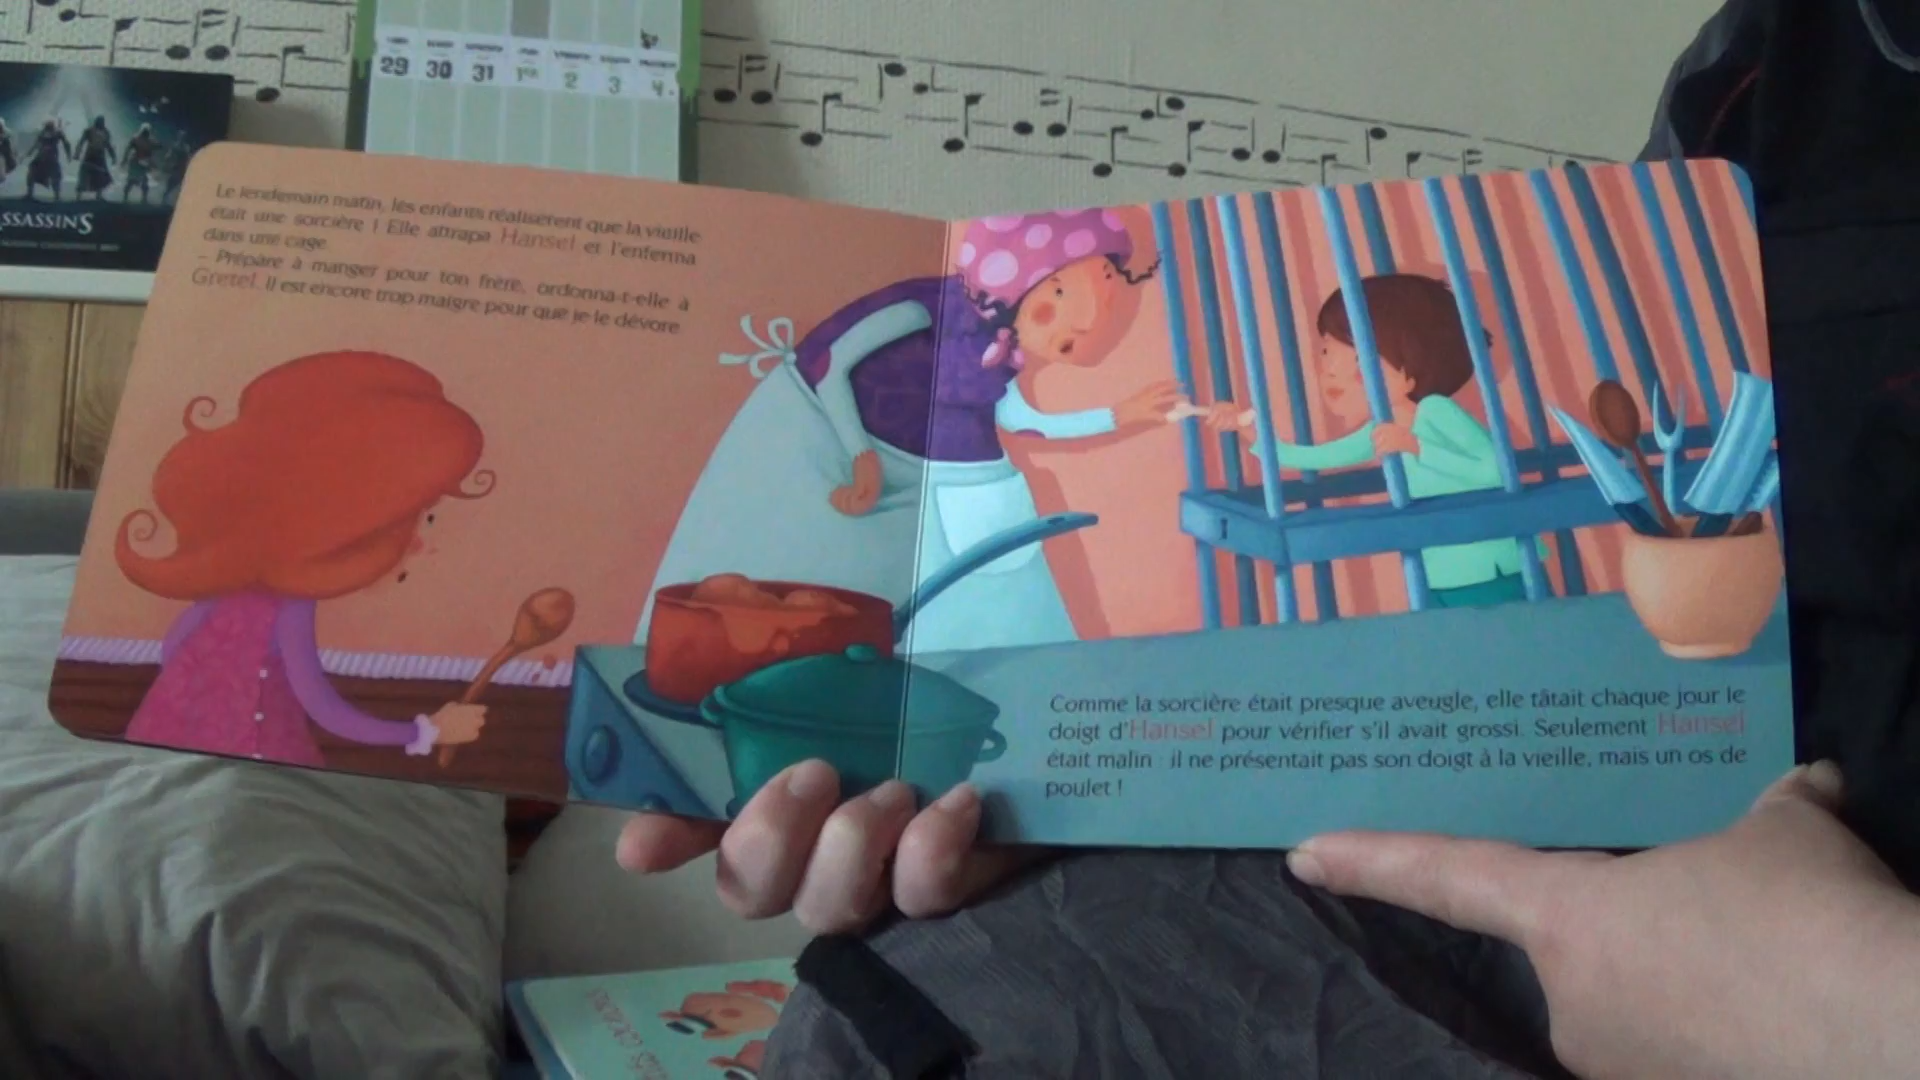 29 30 31 1er 2 3 4
ASSASSINS
Le lendemain matin, les enfants réalisèrent que la vieille
était une sorcière ! Elle attrapa Hansel et l'enferma
dans une cage.
– Prépare à manger pour ton frère, ordonna-t-elle à
Gretel. Il est encore trop maigre pour que je le dévore.
Comme la sorcière était presque aveugle, elle tâtait chaque jour le
doigt d'Hansel pour vérifier s'il avait grossi. Seulement Hansel
était malin : il ne présentait pas son doigt à la vieille, mais un os de
poulet !